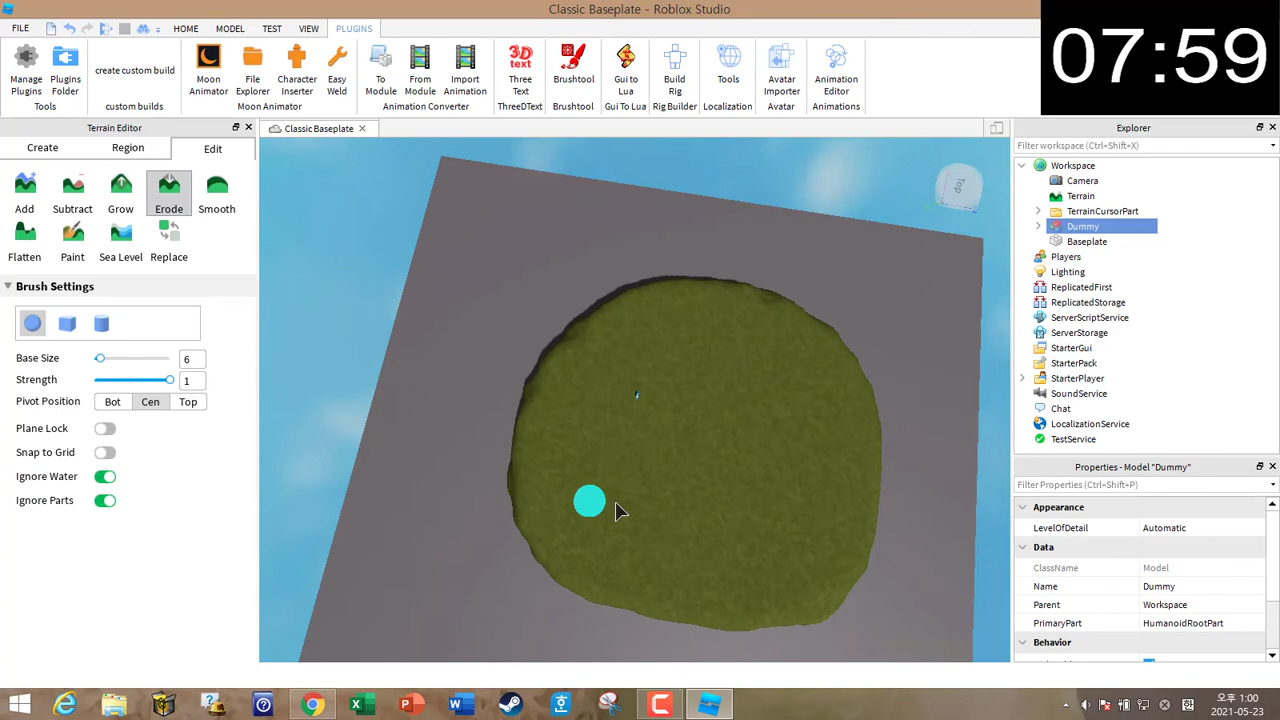 Classic Baseplate - Roblox Studio
07:59
FILE
HOME
MODEL
TEST
VIEW
PLUGINS
Manage Plugins
Plugins Folder
Tools
create custom build
custom builds
Moon Animator
File Explorer
Character Inserter
Easy Weld
Moon Animator
To Module
From Module
Import Animation
Animation Converter
3D text
Three Text
ThreeDText
Brushtool
Brushtool
Gui to Lua
Gui To Lua
Build Rig
Rig Builder
Tools
Localization
Avatar Importer
Avatar
Animation Editor
Animations
Terrain Editor
Create
Region
Edit
Add
Subtract
Grow
Erode
Smooth
Flatten
Paint
Sea Level
Replace
Brush Settings
Base Size
6
Strength
1
Pivot Position
Bot
Cen
Top
Plane Lock
Snap to Grid
Ignore Water
Ignore Parts
Classic Baseplate
Top
Explorer
Filter workspace (Ctrl+Shift+X)
Workspace
Camera
Terrain
TerrainCursorPart
Dummy
Baseplate
Players
Lighting
ReplicatedFirst
ReplicatedStorage
ServerScriptService
ServerStorage
StarterGui
StarterPack
StarterPlayer
SoundService
Chat
LocalizationService
TestService
Properties - Model "Dummy"
Filter Properties (Ctrl+Shift+P)
Appearance
LevelOfDetail Automatic
Data
ClassName Model
Name Dummy
Parent Workspace
PrimaryPart HumanoidRootPart
Behavior
오후 1:00
2021-05-23